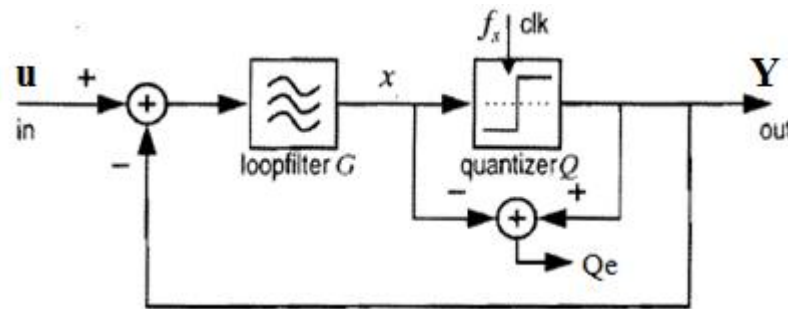 f_s clk
u + x Y
in + out
− loopfilter G quantizer Q
− + +
Qe